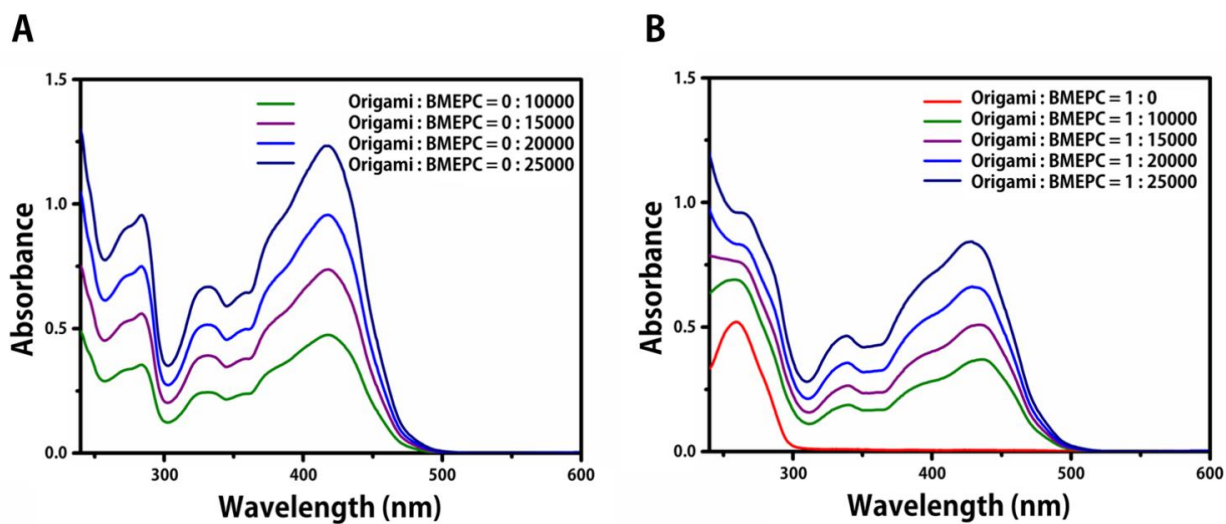 A
B
1.5
1.0
0.5
0.0
Absorbance
Origami : BMEPC = 0 : 10000
Origami : BMEPC = 0 : 15000
Origami : BMEPC = 0 : 20000
Origami : BMEPC = 0 : 25000
300
400
500
600
Wavelength (nm)
1.5
1.0
0.5
0.0
Absorbance
Origami : BMEPC = 1 : 0
Origami : BMEPC = 1 : 10000
Origami : BMEPC = 1 : 15000
Origami : BMEPC = 1 : 20000
Origami : BMEPC = 1 : 25000
300
400
500
600
Wavelength (nm)